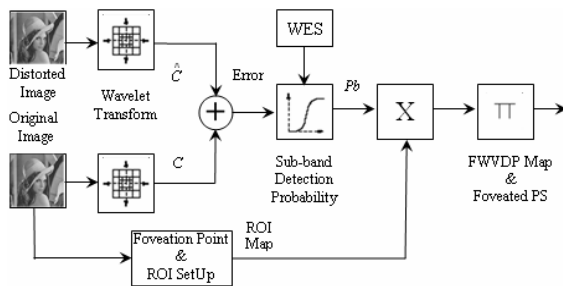 WES
Distorted
Image
Wavelet
Transform
Ĉ
Error
Pb
Original
Image
+
X
Π
C
Sub-band
Detection
Probability
FWVDP Map
&
Foveated PS
Foveation Point
&
ROI SetUp
ROI
Map